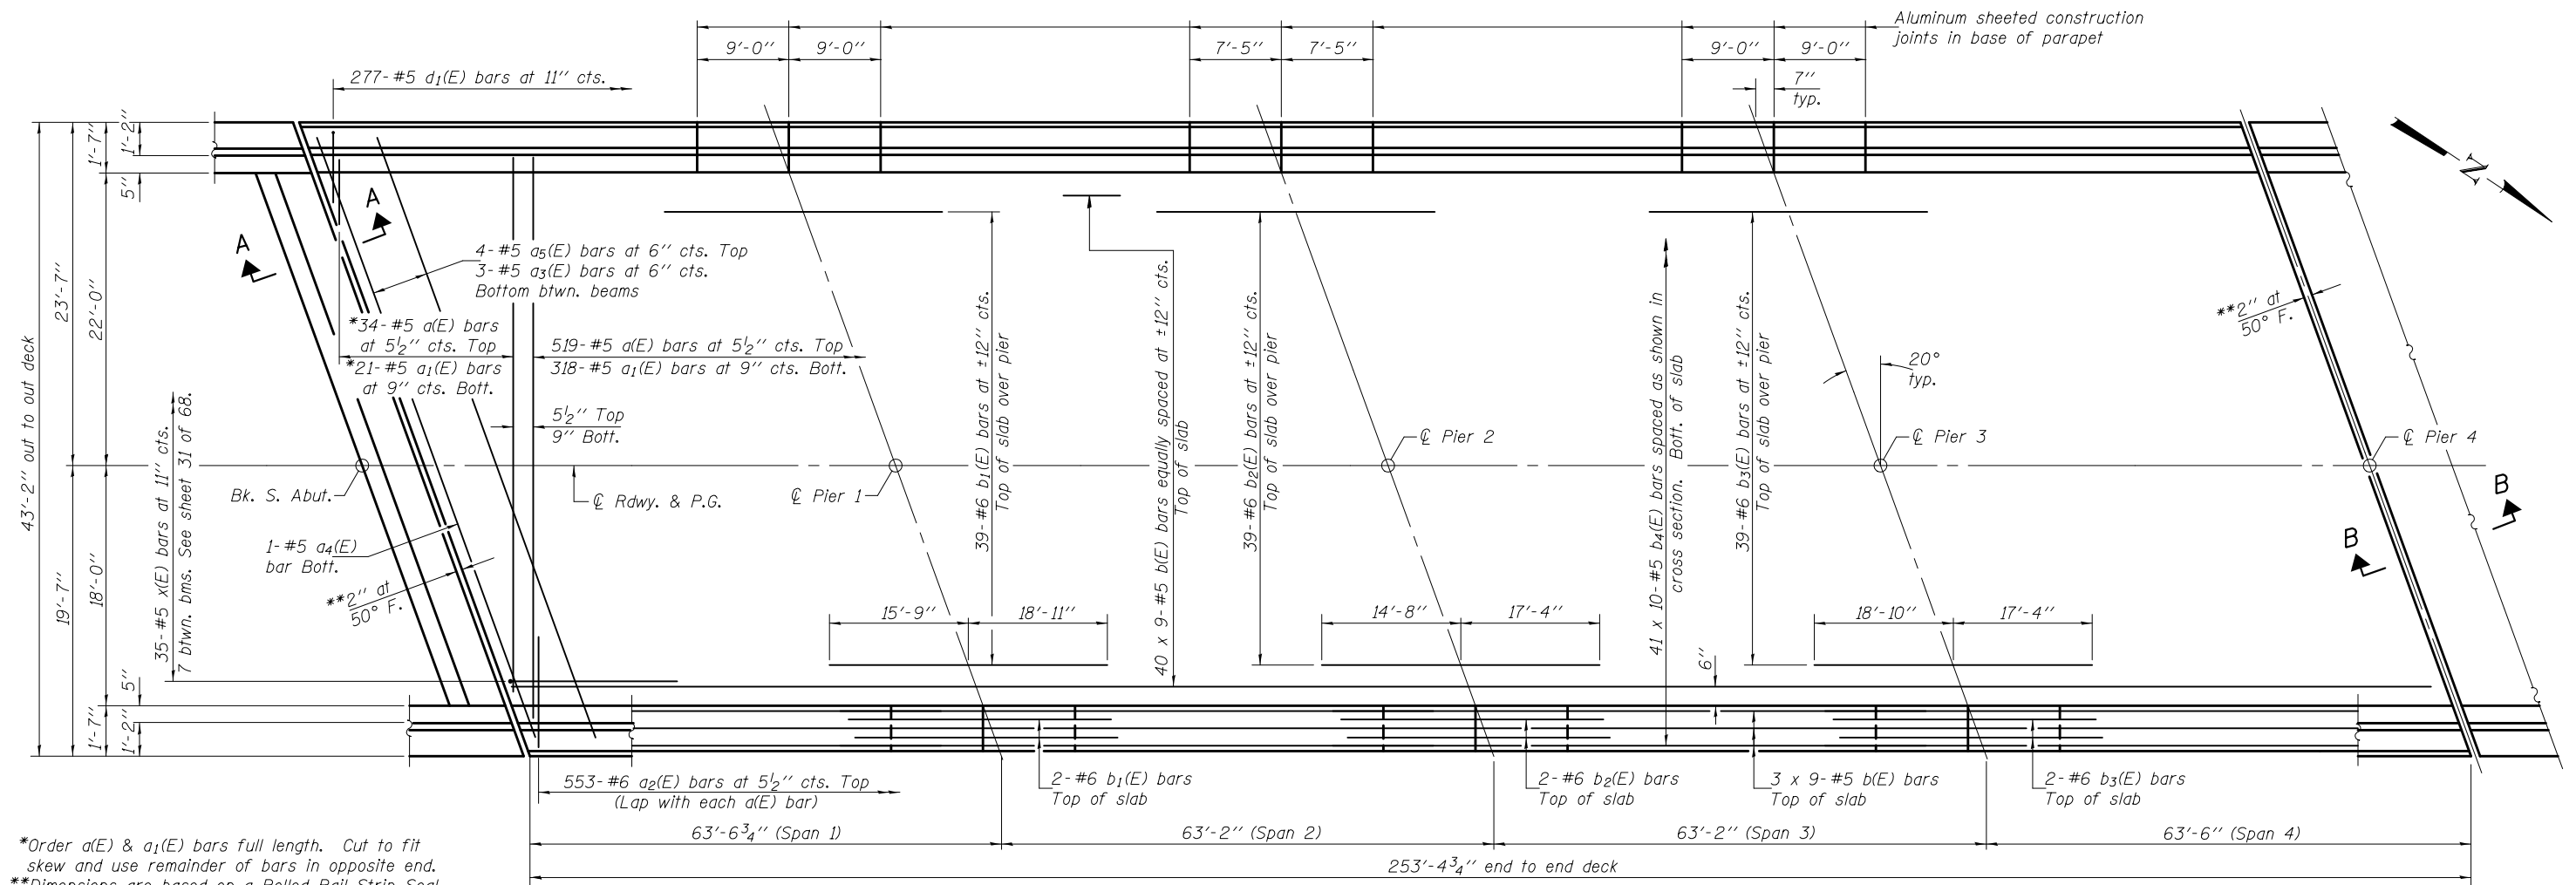 Aluminum sheeted construction
joints in base of parapet
9'-0"
9'-0"
7'-5"
7'-5"
9'-0"
9'-0"
7"
typ.
277-#5 d1(E) bars at 11" cts.
1'-7"
1'-2"
5"
N
A
A
4-#5 a5(E) bars at 6" cts. Top
3-#5 a3(E) bars at 6" cts.
Bottom btwn. beams
43'-2" out to out deck
23'-7"
22'-0"
*34-#5 a(E) bars
at 5½" cts. Top
*21-#5 a1(E) bars
at 9" cts. Bott.
519-#5 a(E) bars at 5½" cts. Top
318-#5 a1(E) bars at 9" cts. Bott.
5½" Top
9" Bott.
35-#5 x(E) bars at 11" cts.
7 btwn. bms. See sheet 31 of 68.
39-#6 b1(E) bars at ±12" cts.
Top of slab over pier
40 x 9-#5 b(E) bars equally spaced at ±12" cts.
Top of slab
39-#6 b2(E) bars at ±12" cts.
Top of slab over pier
41 x 10-#5 b4(E) bars spaced as shown in
cross section. Bott. of slab
39-#6 b3(E) bars at ±12" cts.
Top of slab over pier
20°
typ.
**2" at
50° F.
Bk. S. Abut.
℄ Rdwy. & P.G.
℄ Pier 1
℄ Pier 2
℄ Pier 3
℄ Pier 4
B
B
1-#5 a4(E)
bar Bott.
**2" at
50° F.
19'-7"
18'-0"
5"
1'-7"
1'-2"
15'-9"
18'-11"
14'-8"
17'-4"
18'-10"
17'-4"
6"
553-#6 a2(E) bars at 5½" cts. Top
(Lap with each a(E) bar)
2-#6 b1(E) bars
Top of slab
2-#6 b2(E) bars
Top of slab
3 x 9-#5 b(E) bars
Top of slab
2-#6 b3(E) bars
Top of slab
63'-6¾" (Span 1)
63'-2" (Span 2)
63'-2" (Span 3)
63'-6" (Span 4)
253'-4¾" end to end deck
*Order a(E) & a1(E) bars full length. Cut to fit
skew and use remainder of bars in opposite end.
**Dimensions are based on a Rolled Rail Strip Seal